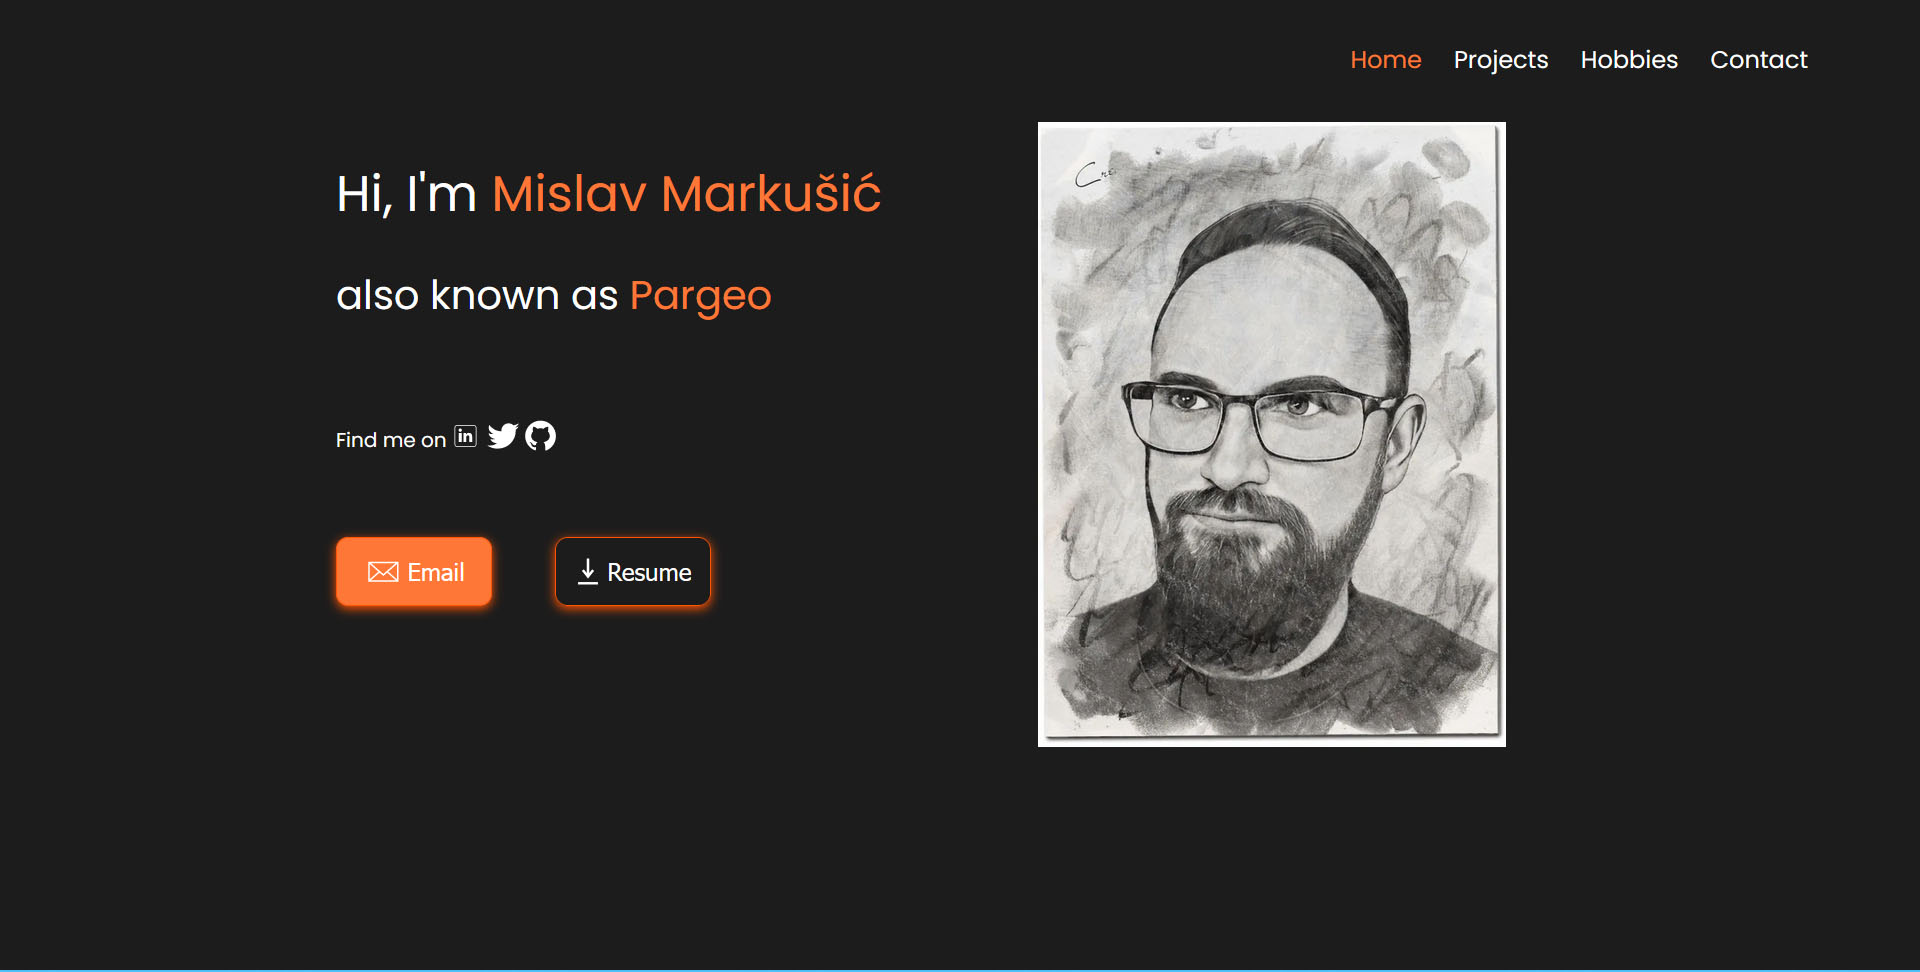 Home Projects Hobbies Contact
Hi, I'm Mislav Markušić
also known as Pargeo
Find me on in
Email
Resume